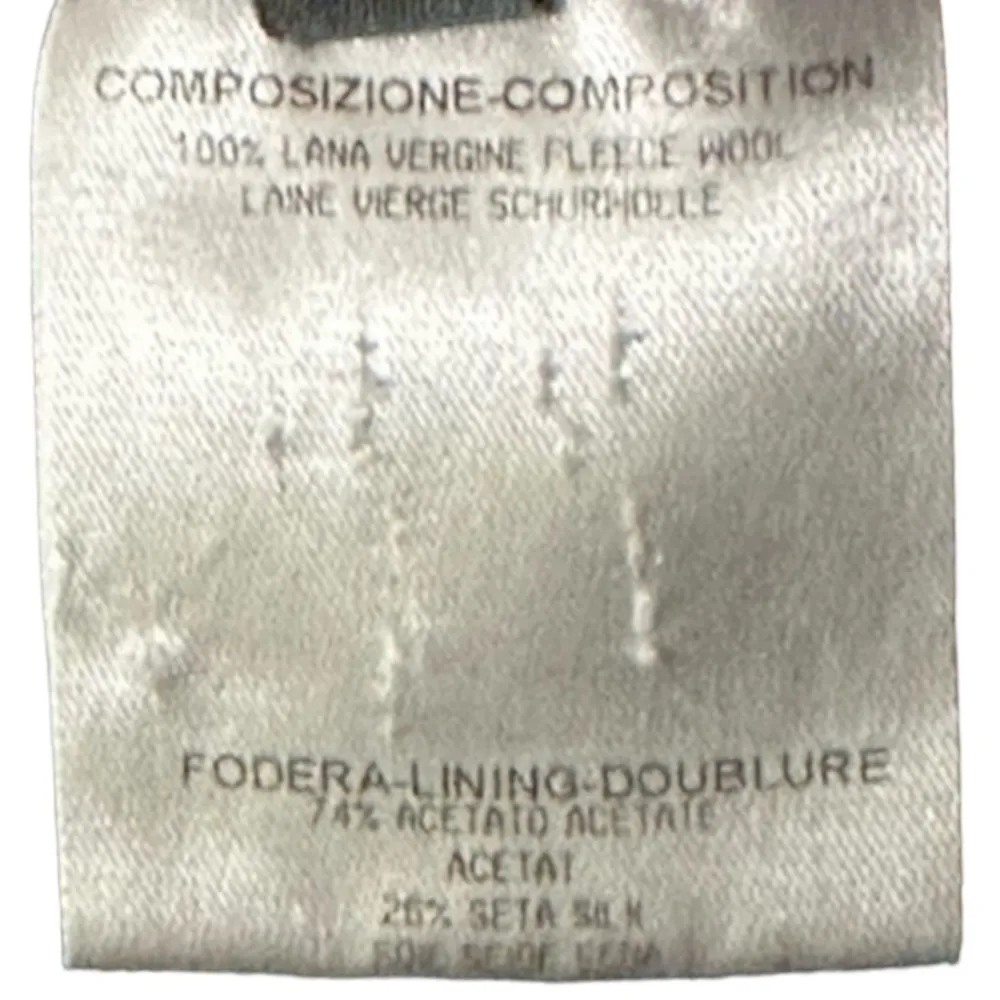 COMPOSIZIONE-COMPOSITION
100% LANA VERGINE FLEECE WOOL
LAINE VIERGE SCHURWOLLE
FODERA-LINING-DOUBLURE
74% ACETATO ACETATE
ACETAT
26% SETA SILK
SEIDE